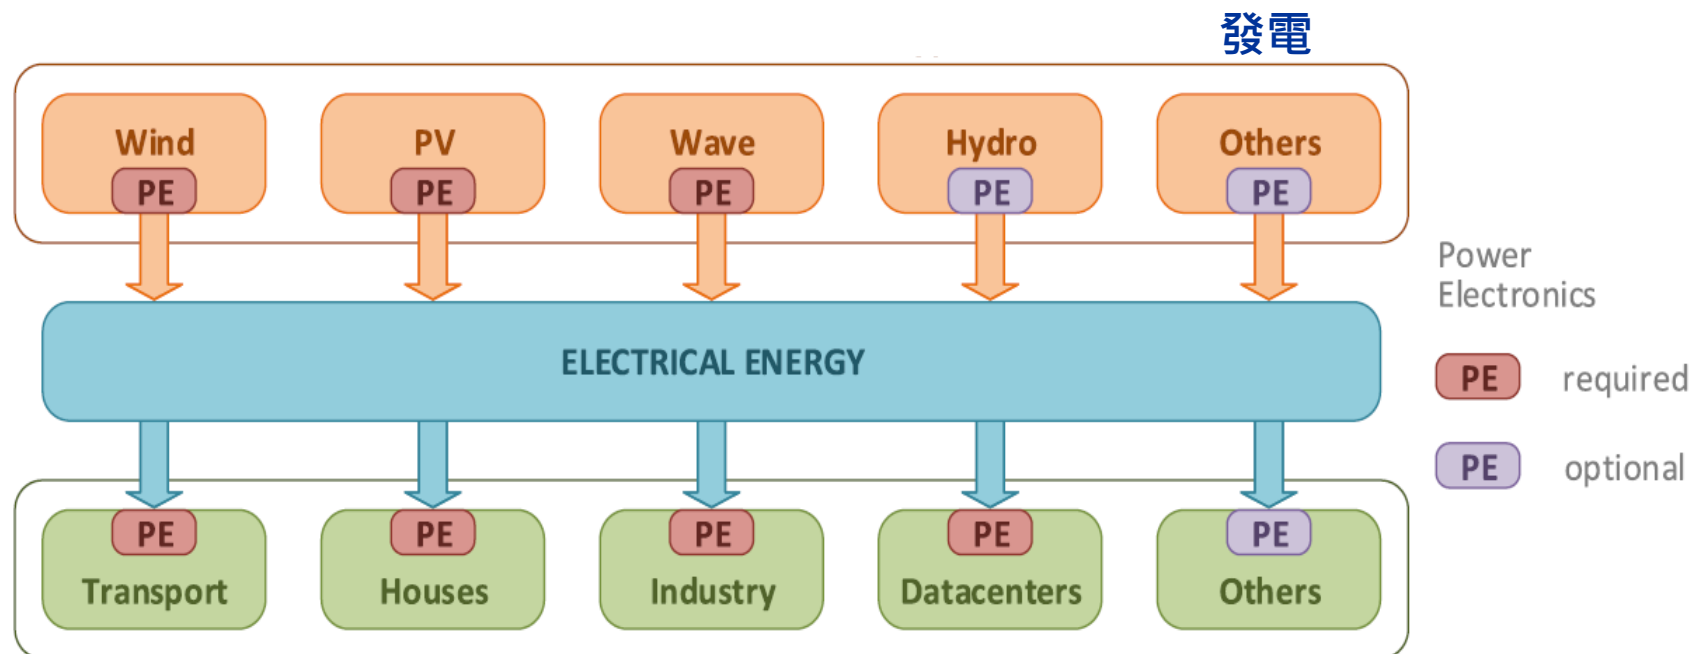 發電
Wind
PV
Wave
Hydro
Others
PE
PE
PE
PE
PE
Power
Electronics
ELECTRICAL ENERGY
PE required
PE optional
PE
PE
PE
PE
PE
Transport
Houses
Industry
Datacenters
Others